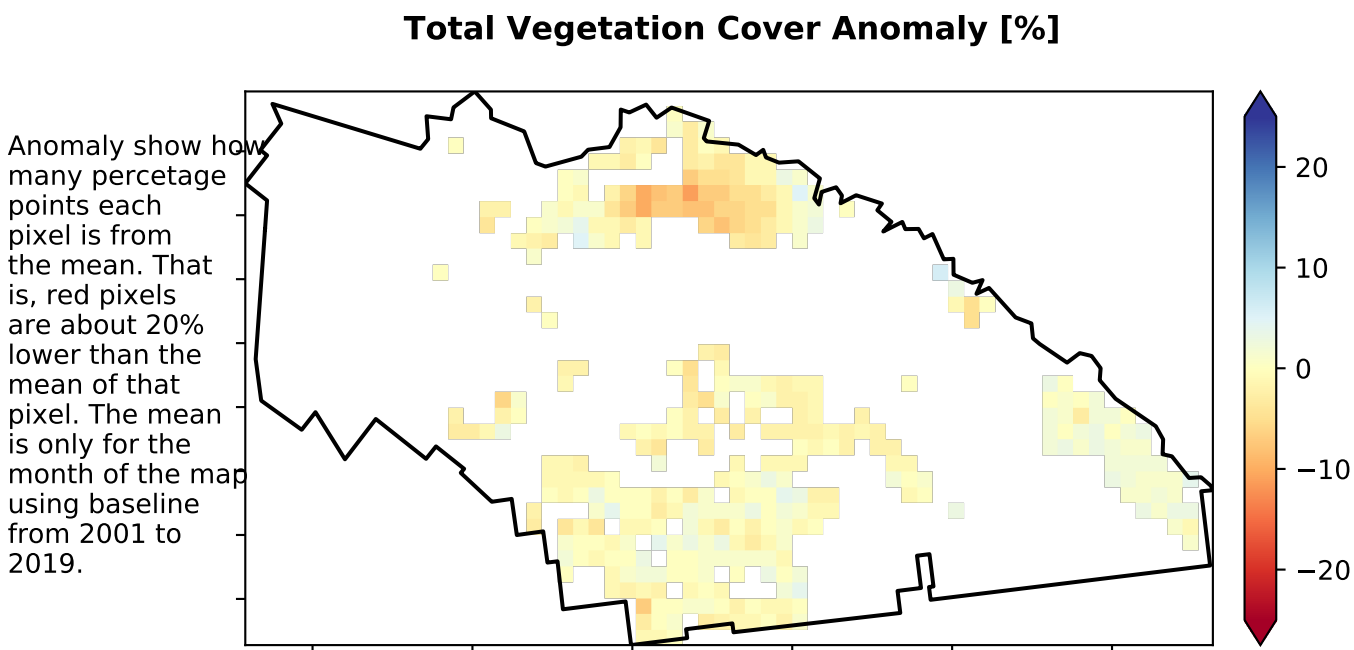 Total Vegetation Cover Anomaly [%]
Anomaly show how
many percetage
points each
pixel is from
the mean. That
is, red pixels
are about 20%
lower than the
mean of that
pixel. The mean
is only for the
month of the map
using baseline
from 2001 to
2019.
20
10
0
−10
−20